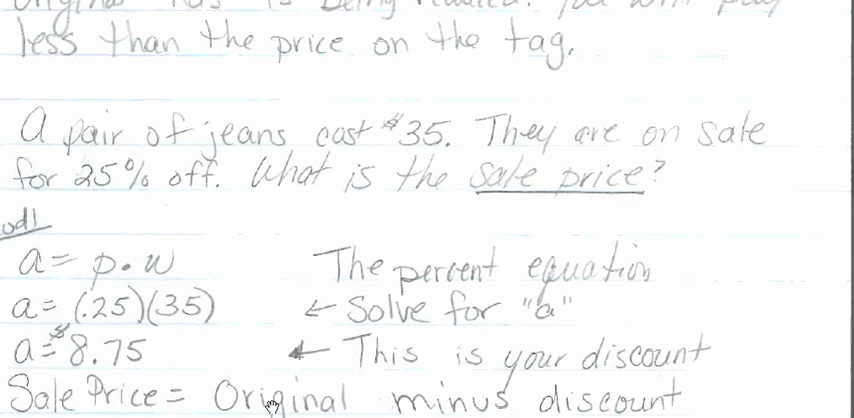 less than the price on the tag.
A pair of jeans cost $35. They are on sale
for 25% off. What is the sale price?
a = p . w The percent equation
a = (.25)(35) ← Solve for "a"
a = $8.75 ← This is your discount
Sale Price = Original minus discount